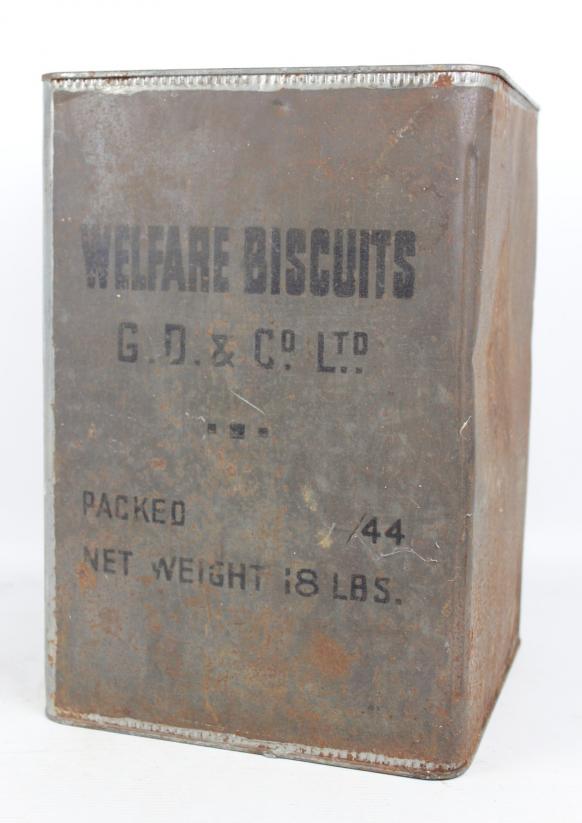 WELFARE BISCUITS
G.D. & Cº LTD
PACKED /44
NET WEIGHT 18 LBS.